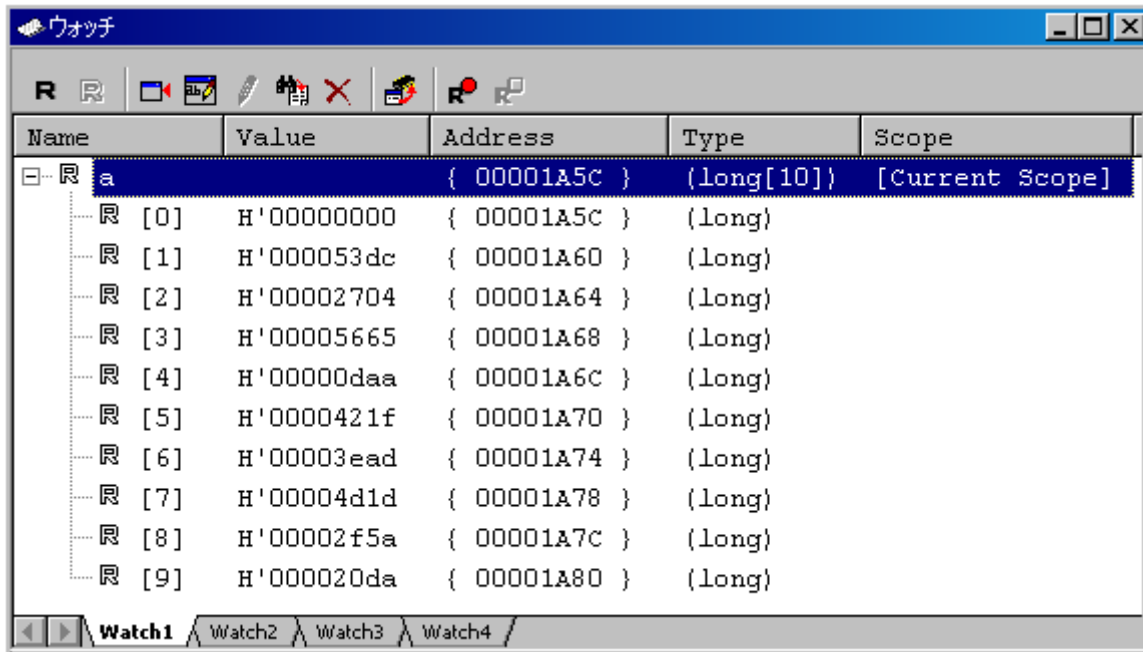 ウォッチ
Name Value Address Type Scope
R a { 00001A5C } (long[10]) [Current Scope]
R [0] H'00000000 { 00001A5C } (long)
R [1] H'000053dc { 00001A60 } (long)
R [2] H'00002704 { 00001A64 } (long)
R [3] H'00005665 { 00001A68 } (long)
R [4] H'00000daa { 00001A6C } (long)
R [5] H'0000421f { 00001A70 } (long)
R [6] H'00003ead { 00001A74 } (long)
R [7] H'00004d1d { 00001A78 } (long)
R [8] H'00002f5a { 00001A7C } (long)
R [9] H'000020da { 00001A80 } (long)
Watch1 Watch2 Watch3 Watch4